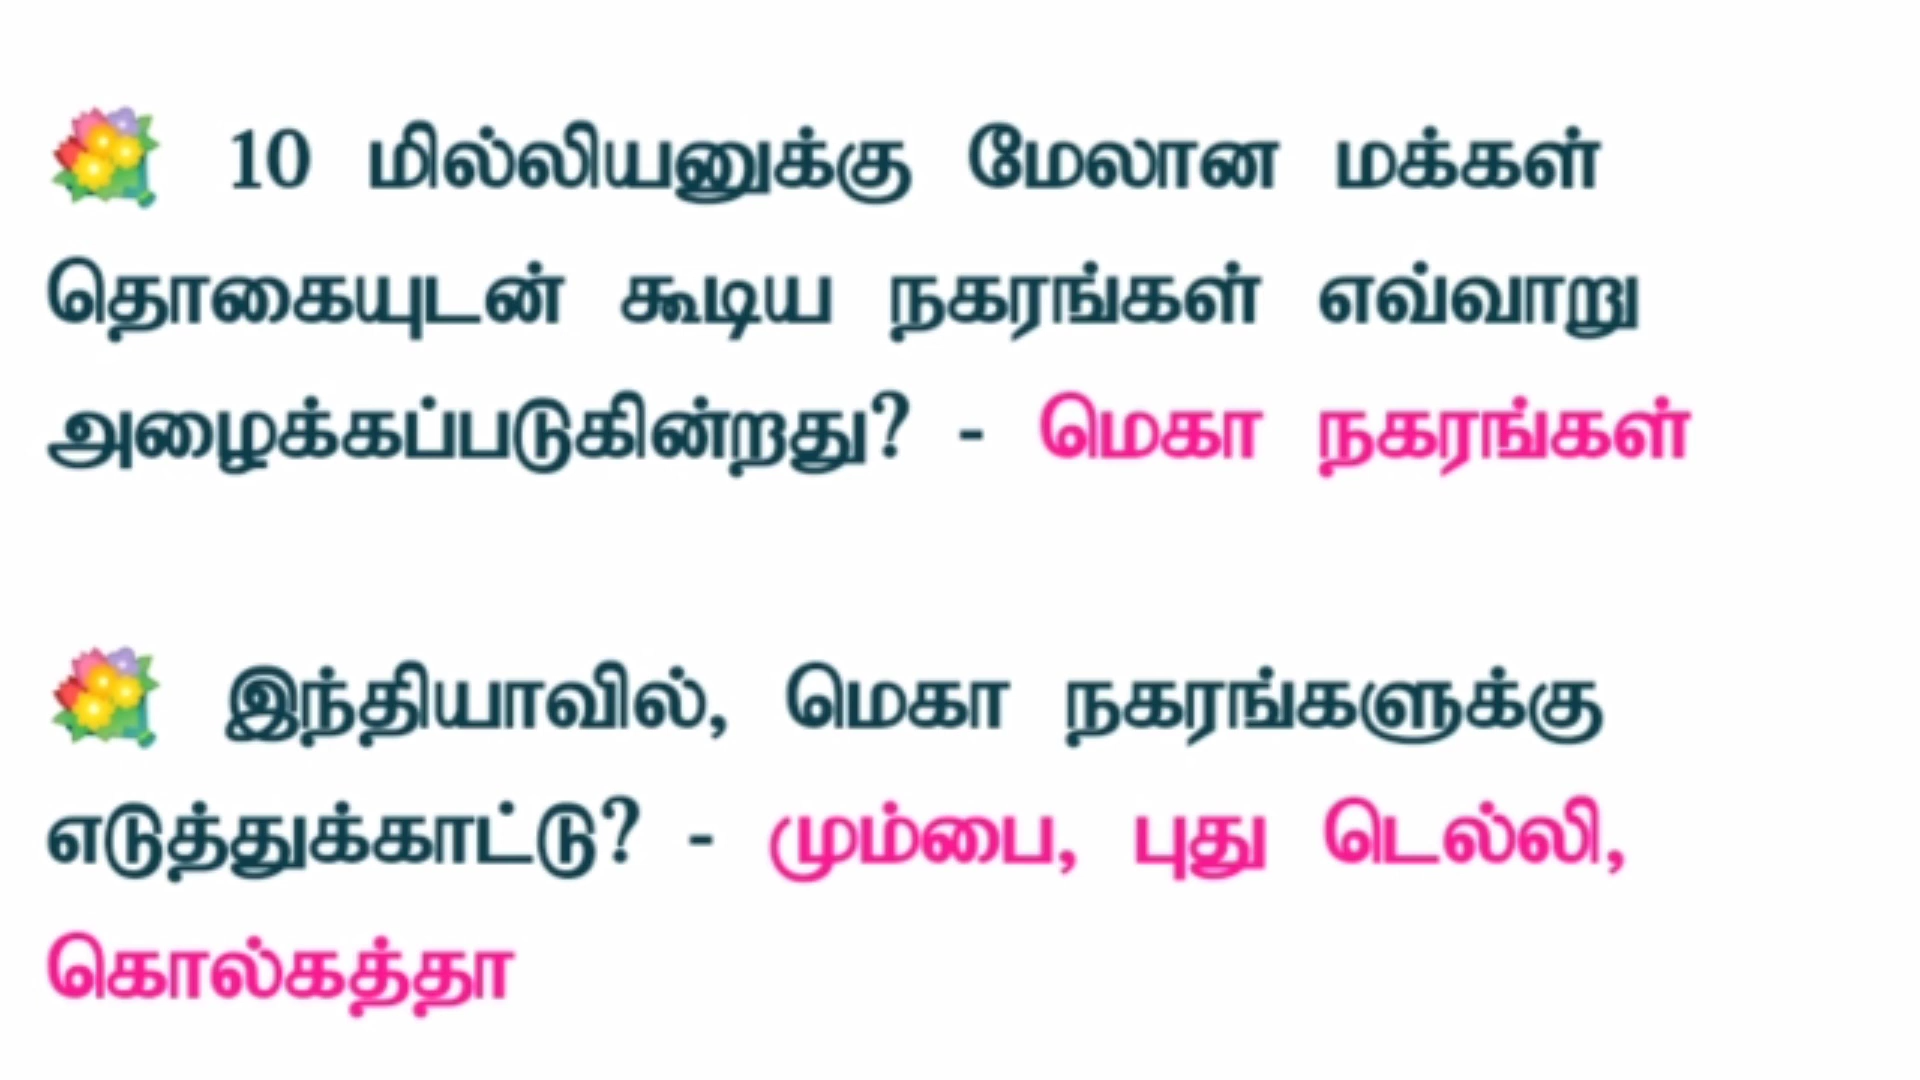 💐 10 மில்லியனுக்கு மேலான மக்கள்
தொகையுடன் கூடிய நகரங்கள் எவ்வாறு
அழைக்கப்படுகின்றது? - மெகா நகரங்கள்
💐 இந்தியாவில், மெகா நகரங்களுக்கு
எடுத்துக்காட்டு? - மும்பை, புது டெல்லி,
கொல்கத்தா